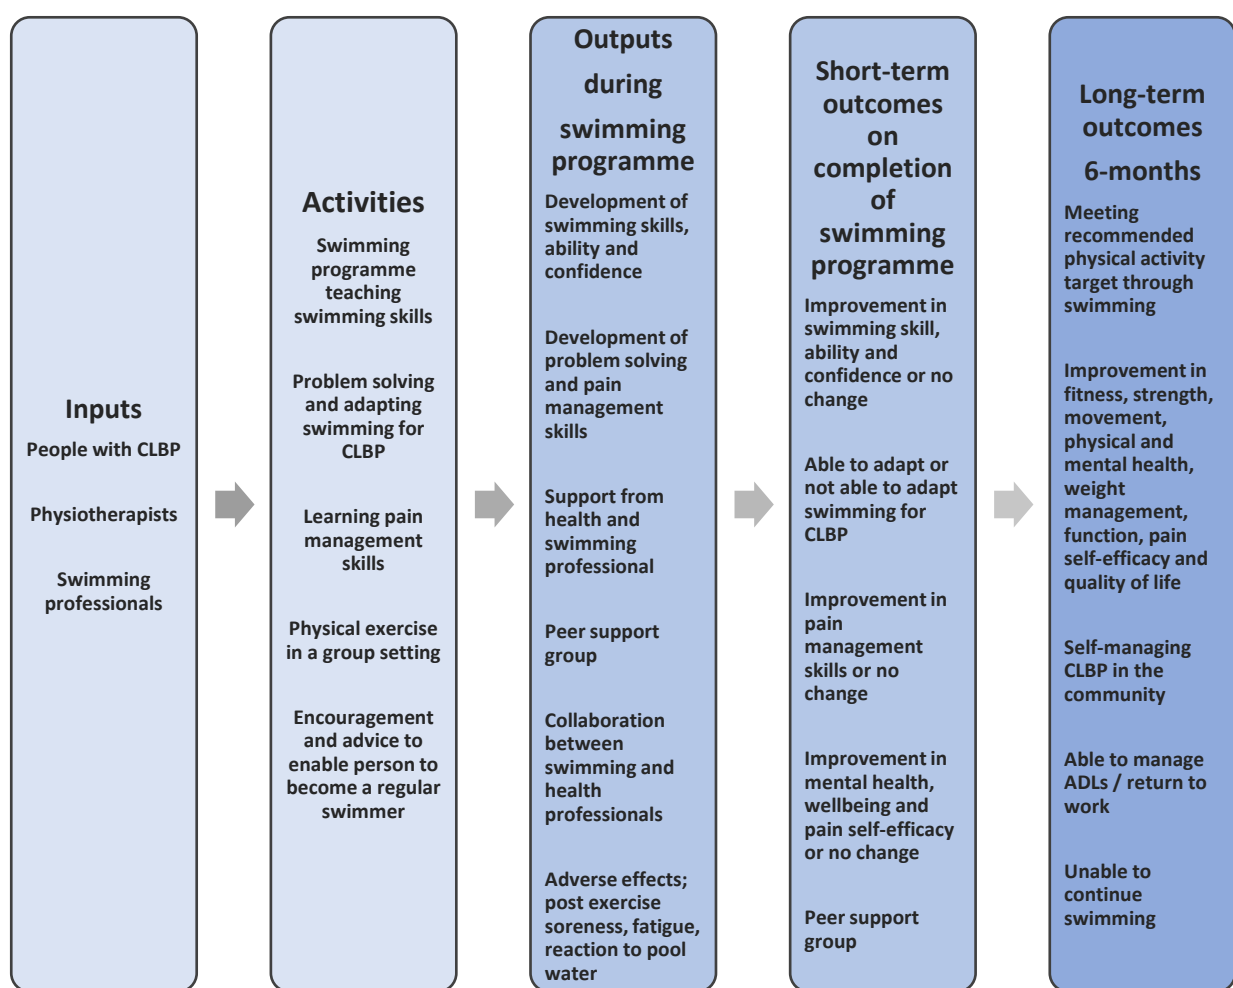 Inputs
People with CLBP
Physiotherapists
Swimming
professionals
Activities
Swimming
programme
teaching
swimming skills
Problem solving
and adapting
swimming for
CLBP
Learning pain
management
skills
Physical exercise
in a group setting
Encouragement
and advice to
enable person to
become a regular
swimmer
Outputs
during
swimming
programme
Development of
swimming skills,
ability and
confidence
Development of
problem solving
and pain
management
skills
Support from
health and
swimming
professional
Peer support
group
Collaboration
between
swimming and
health
professionals
Adverse effects;
post exercise
soreness, fatigue,
reaction to pool
water
Short-term
outcomes
on
completion
of
swimming
programme
Improvement in
swimming skill,
ability and
confidence or no
change
Able to adapt or
not able to adapt
swimming for
CLBP
Improvement in
pain
management
skills or no
change
Improvement in
mental health,
wellbeing and
pain self-efficacy
or no change
Peer support
group
Long-term
outcomes
6-months
Meeting
recommended
physical activity
target through
swimming
Improvement in
fitness, strength,
movement,
physical and
mental health,
weight
management,
function, pain
self-efficacy and
quality of life
Self-managing
CLBP in the
community
Able to manage
ADLs / return to
work
Unable to
continue
swimming